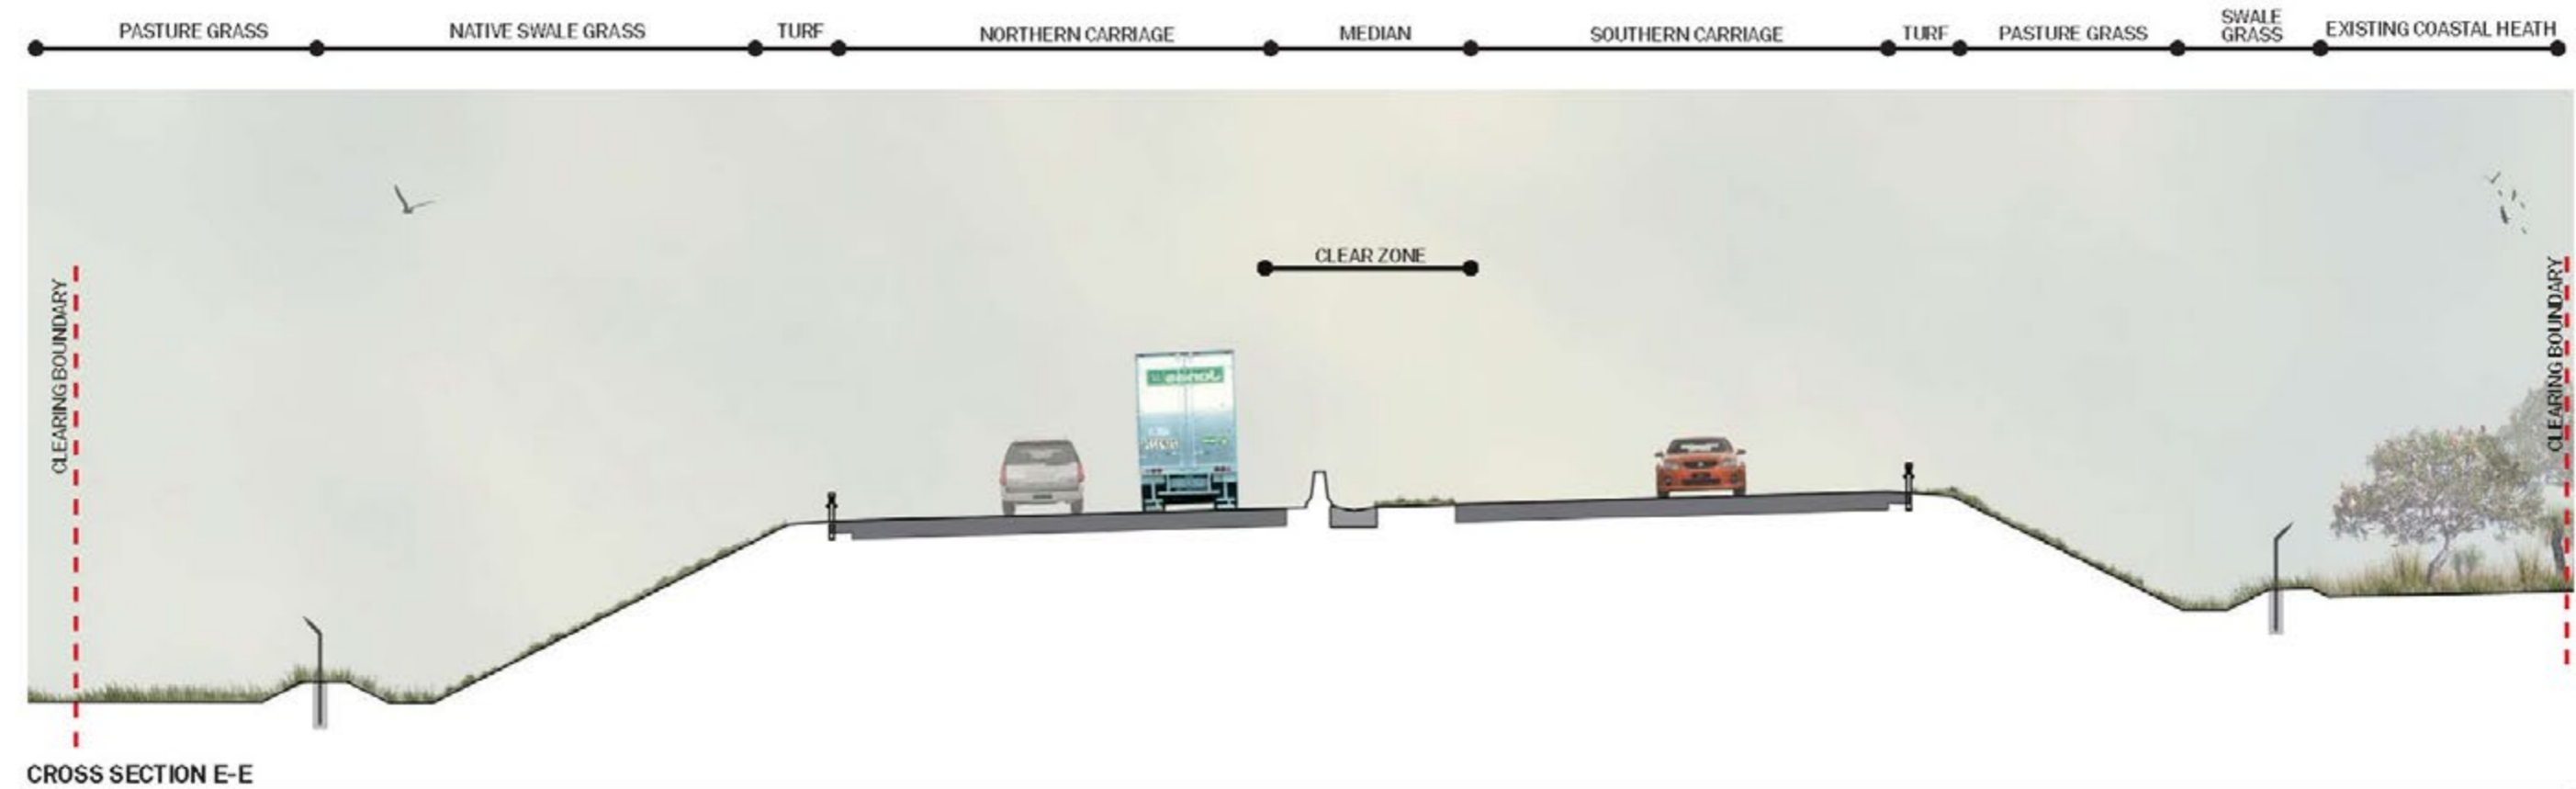 PASTURE GRASS
NATIVE SWALE GRASS
TURF
NORTHERN CARRIAGE
MEDIAN
SOUTHERN CARRIAGE
TURF
PASTURE GRASS
SWALE
GRASS
EXISTING COASTAL HEATH
CLEAR ZONE
CLEARING BOUNDARY
CLEARING BOUNDARY
CROSS SECTION E-E